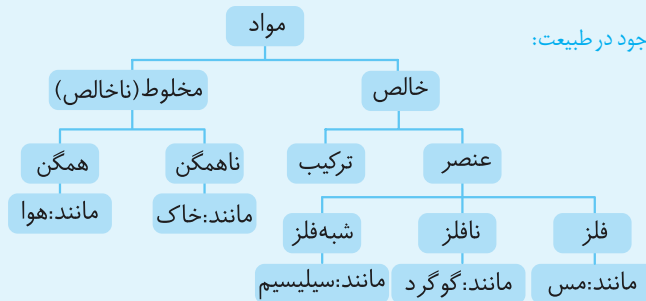 جود در طبیعت:
مواد
خالص
مخلوط(ناخالص)
عنصر
ترکیب
ناهمگن
همگن
مانند:خاک
مانند:هوا
فلز
نافلز
شبه‌فلز
مانند:مس
مانند:گوگرد
مانند:سیلیسیم